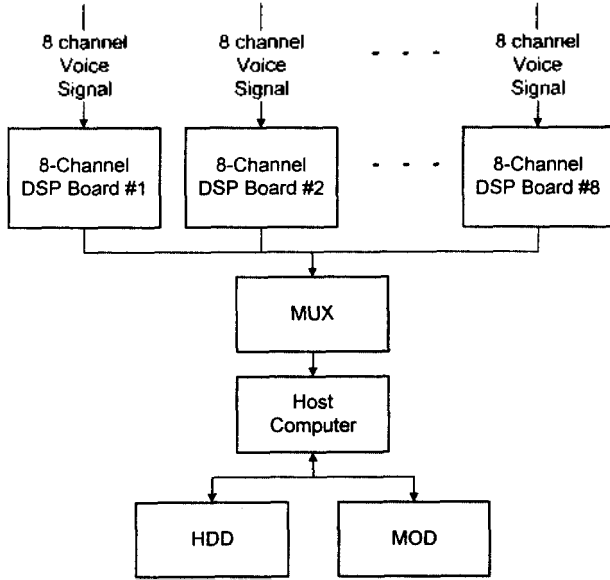 8 channel
Voice
Signal
8 channel
Voice
Signal
8 channel
Voice
Signal
8-Channel
DSP Board #1
8-Channel
DSP Board #2
8-Channel
DSP Board #8
MUX
Host
Computer
HDD
MOD